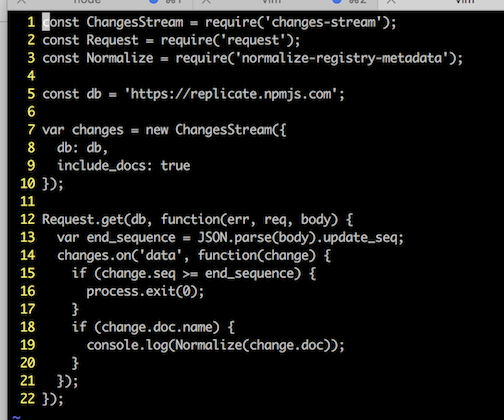 node vim ⌘2 vim
1 const ChangesStream = require('changes-stream');
2 const Request = require('request');
3 const Normalize = require('normalize-registry-metadata');
4
5 const db = 'https://replicate.npmjs.com';
6
7 var changes = new ChangesStream({
8   db: db,
9   include_docs: true
10 });
11
12 Request.get(db, function(err, req, body) {
13   var end_sequence = JSON.parse(body).update_seq;
14   changes.on('data', function(change) {
15     if (change.seq >= end_sequence) {
16       process.exit(0);
17     }
18     if (change.doc.name) {
19       console.log(Normalize(change.doc));
20     }
21   });
22 });
~